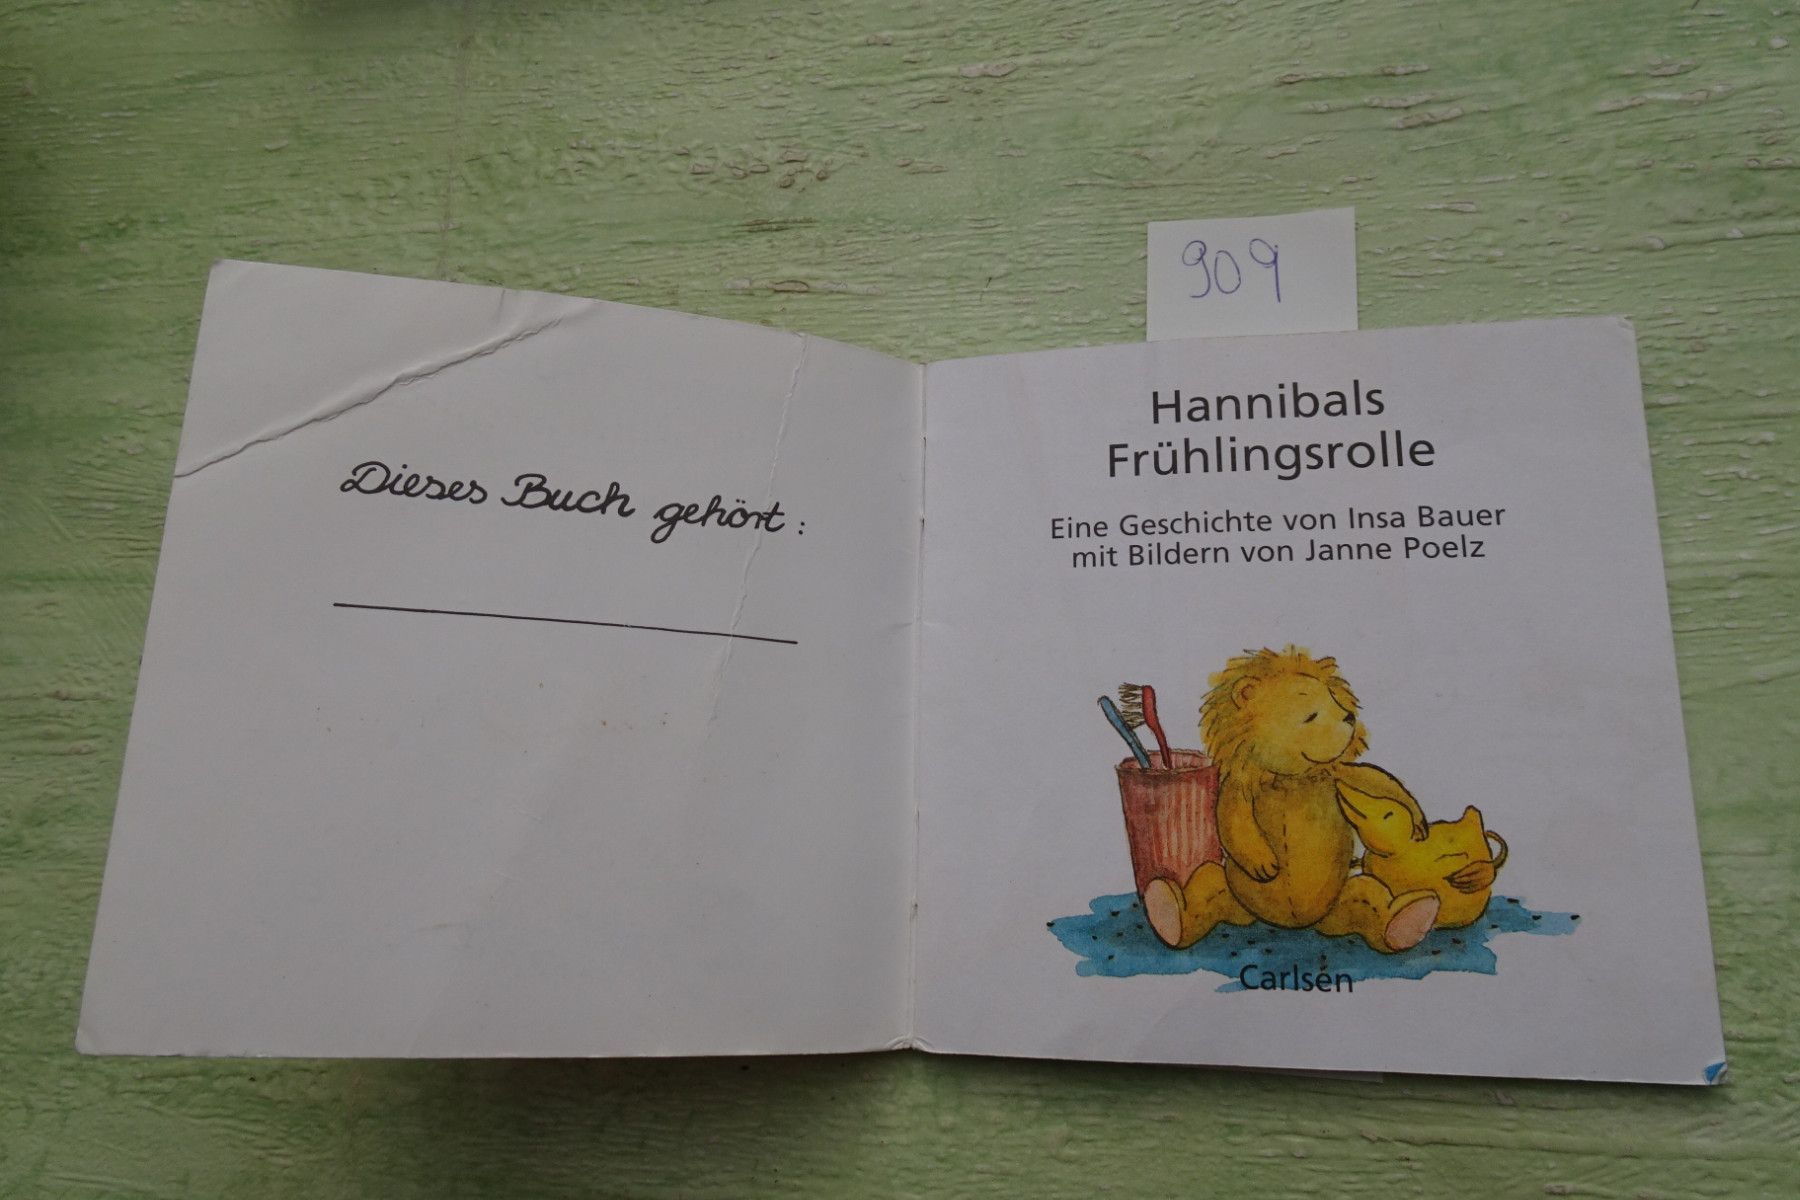 909
Dieses Buch gehört:
Hannibals
Frühlingsrolle
Eine Geschichte von Insa Bauer
mit Bildern von Janne Poelz
Carlsen